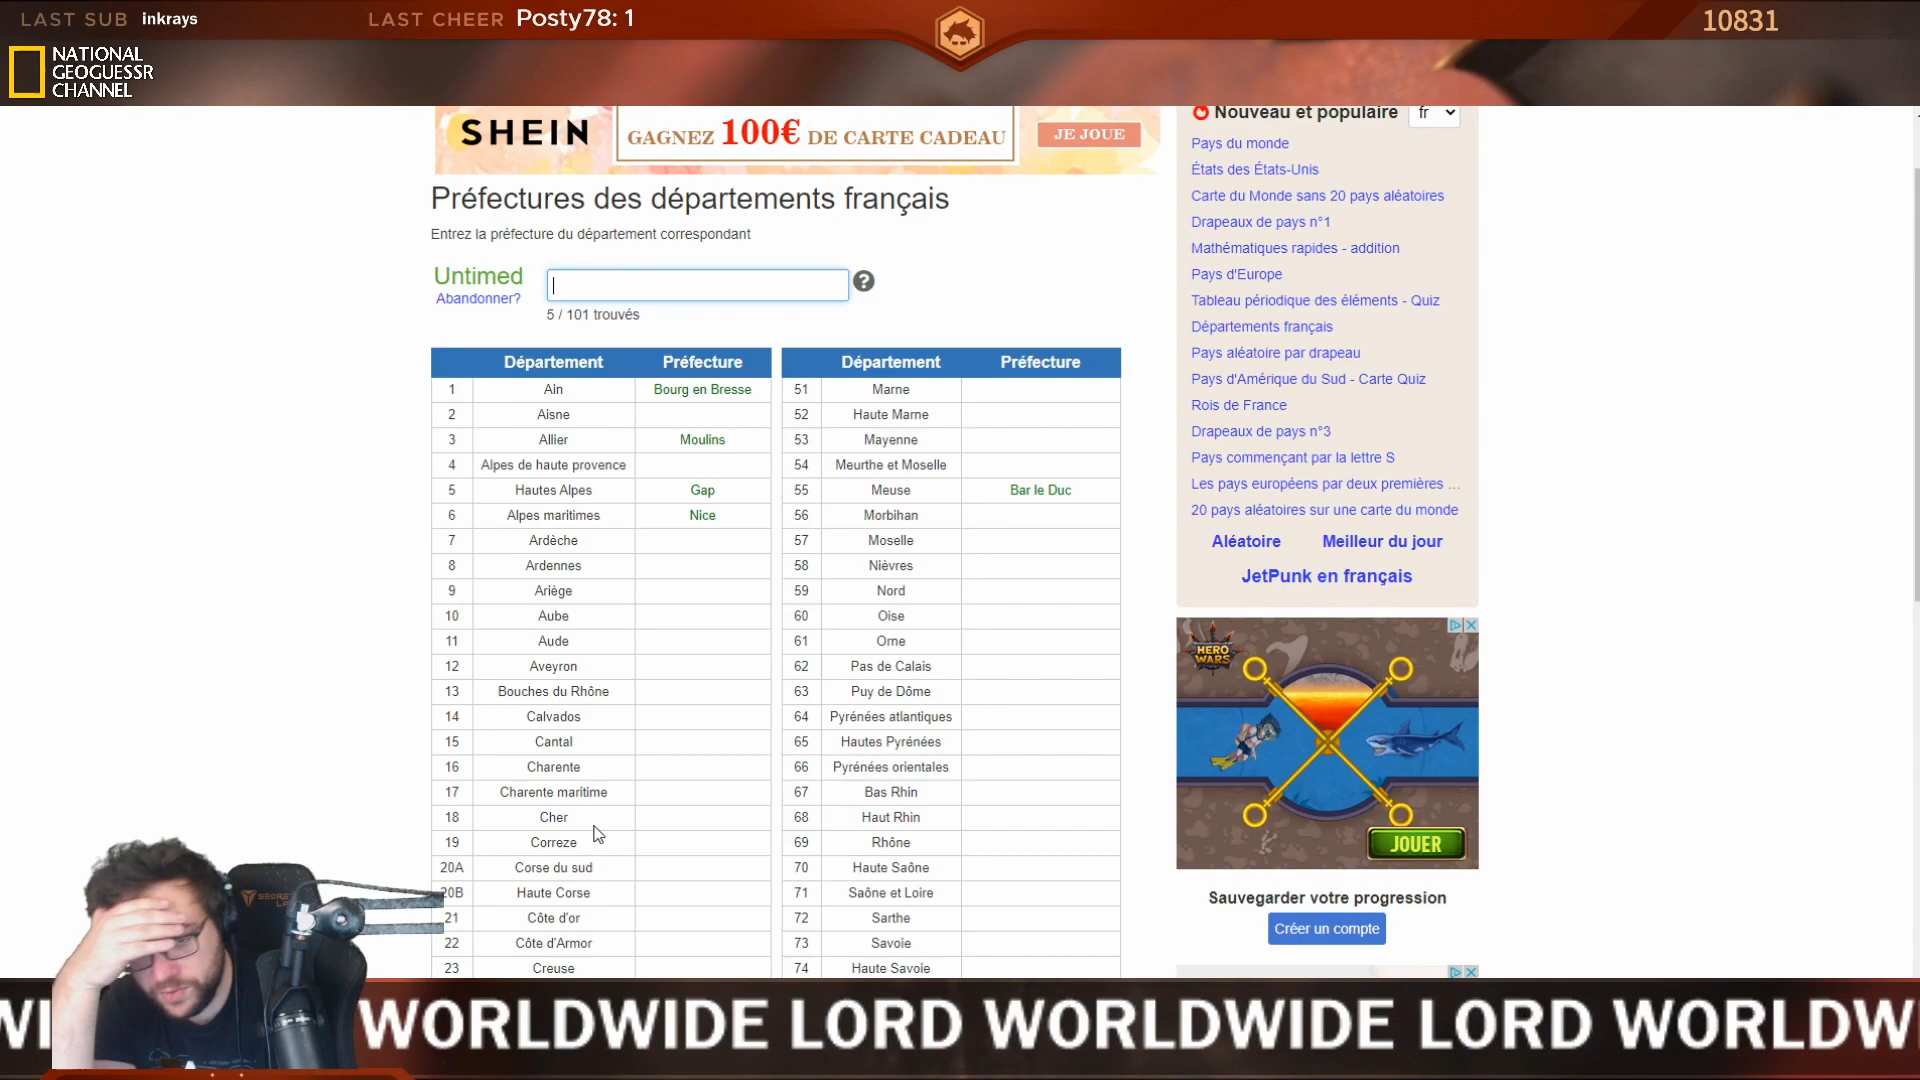 LAST SUB inkrays
LAST CHEER Posty78: 1
10831
NATIONAL
GEOGUESSR
CHANNEL
SHEIN
GAGNEZ 100€ DE CARTE CADEAU
JE JOUE
Préfectures des départements français
Entrez la préfecture du département correspondant
Untimed
Abandonner?
?
5 / 101 trouvés
Département Préfecture
1 Ain Bourg en Bresse
2 Aisne
3 Allier Moulins
4 Alpes de haute provence
5 Hautes Alpes Gap
6 Alpes maritimes Nice
7 Ardèche
8 Ardennes
9 Ariège
10 Aube
11 Aude
12 Aveyron
13 Bouches du Rhône
14 Calvados
15 Cantal
16 Charente
17 Charente maritime
18 Cher
19 Correze
20A Corse du sud
20B Haute Corse
21 Côte d'or
22 Côte d'Armor
23 Creuse
Département Préfecture
51 Marne
52 Haute Marne
53 Mayenne
54 Meurthe et Moselle
55 Meuse Bar le Duc
56 Morbihan
57 Moselle
58 Nièvres
59 Nord
60 Oise
61 Orne
62 Pas de Calais
63 Puy de Dôme
64 Pyrénées atlantiques
65 Hautes Pyrénées
66 Pyrénées orientales
67 Bas Rhin
68 Haut Rhin
69 Rhône
70 Haute Saône
71 Saône et Loire
72 Sarthe
73 Savoie
74 Haute Savoie
Nouveau et populaire fr
Pays du monde
États des États-Unis
Carte du Monde sans 20 pays aléatoires
Drapeaux de pays n°1
Mathématiques rapides - addition
Pays d'Europe
Tableau périodique des éléments - Quiz
Départements français
Pays aléatoire par drapeau
Pays d'Amérique du Sud - Carte Quiz
Rois de France
Drapeaux de pays n°3
Pays commençant par la lettre S
Les pays européens par deux premières ...
20 pays aléatoires sur une carte du monde
Aléatoire Meilleur du jour
JetPunk en français
HERO
WARS
JOUER
Sauvegarder votre progression
Créer un compte
WI WORLDWIDE LORD WORLDWIDE LORD WORLDW